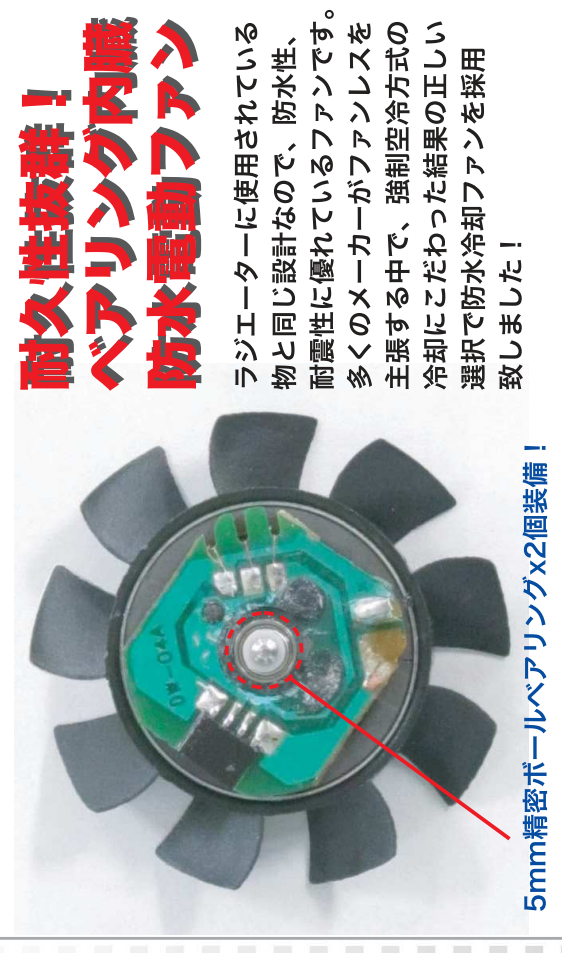 耐久性抜群！
ベアリング内臓
防水電動ファン
ラジエーターに使用されている
物と同じ設計なので、防水性、
耐震性に優れているファンです。
多くのメーカーがファンレスを
主張する中で、強制空冷方式の
冷却にこだわった結果の正しい
選択で防水冷却ファンを採用
致しました！
DW-04A
5mm精密ボールベアリングx2個装備！